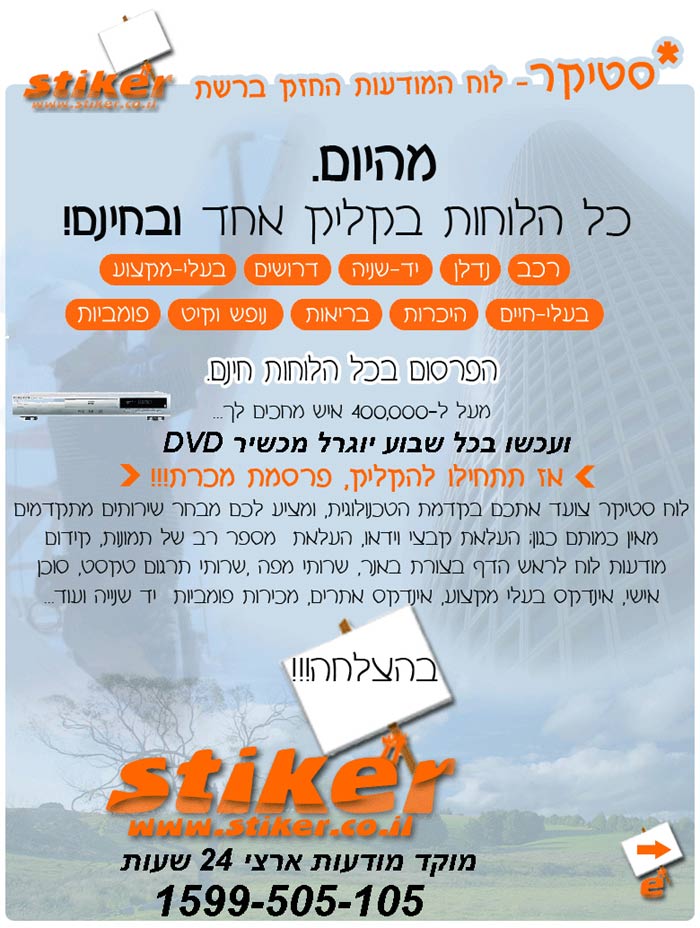 stiker
www.stiker.co.il
*סטיקר - לוח המודעות החזק ברשת
מהיום.
כל הלוחות בקליק אחד ובחינם!
רכב נדלן יד-שניה דרושים בעלי-מקצוע
בעלי-חיים היכרות בריאות נופש וקיט פומביות
הפרסום בכל הלוחות חינם.
מעל ל-400,000 איש מחכים לך...
ועכשו בכל שבוע יוגרל מכשיר DVD
אז תתחילו להקליק, פרסמת מכרת!!!
לוח סטיקר צועד אתכם בקדמת הטכנולוגית, ומציע לכם מבחר שירותים מתקדמים
מאין כמותם כגון: העלאת קבצי וידאו, העלאת מספר רב של תמונות, קידום
מודעות לוח לראש הדף בצורת באנר, שרותי מפה ,שרותי תרגום טקסט, סוכן
אישי, אינדקס בעלי מקצוע, אינדקס אתרים, מכירות פומביות יד שנייה ועוד...
בהצלחה!!!
stiker
www.stiker.co.il
מוקד מודעות ארצי 24 שעות
1599-505-105
e*